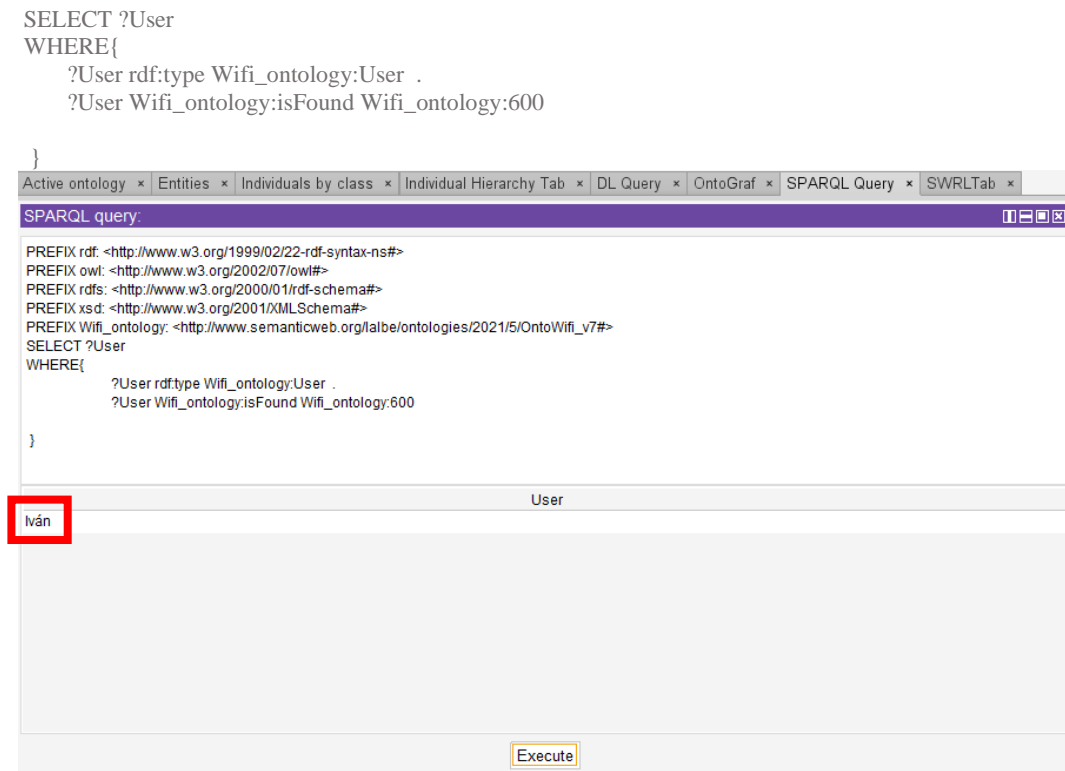 SELECT ?User
WHERE{
?User rdf:type Wifi_ontology:User .
?User Wifi_ontology:isFound Wifi_ontology:600
}
Active ontology × Entities × Individuals by class × Individual Hierarchy Tab × DL Query × OntoGraf × SPARQL Query × SWRLTab ×
SPARQL query:
PREFIX rdf: <http://www.w3.org/1999/02/22-rdf-syntax-ns#>
PREFIX owl: <http://www.w3.org/2002/07/owl#>
PREFIX rdfs: <http://www.w3.org/2000/01/rdf-schema#>
PREFIX xsd: <http://www.w3.org/2001/XMLSchema#>
PREFIX Wifi_ontology: <http://www.semanticweb.org/lalbe/ontologies/2021/5/OntoWifi_v7#>
SELECT ?User
WHERE{
?User rdf:type Wifi_ontology:User .
?User Wifi_ontology:isFound Wifi_ontology:600
}
User
Iván
Execute